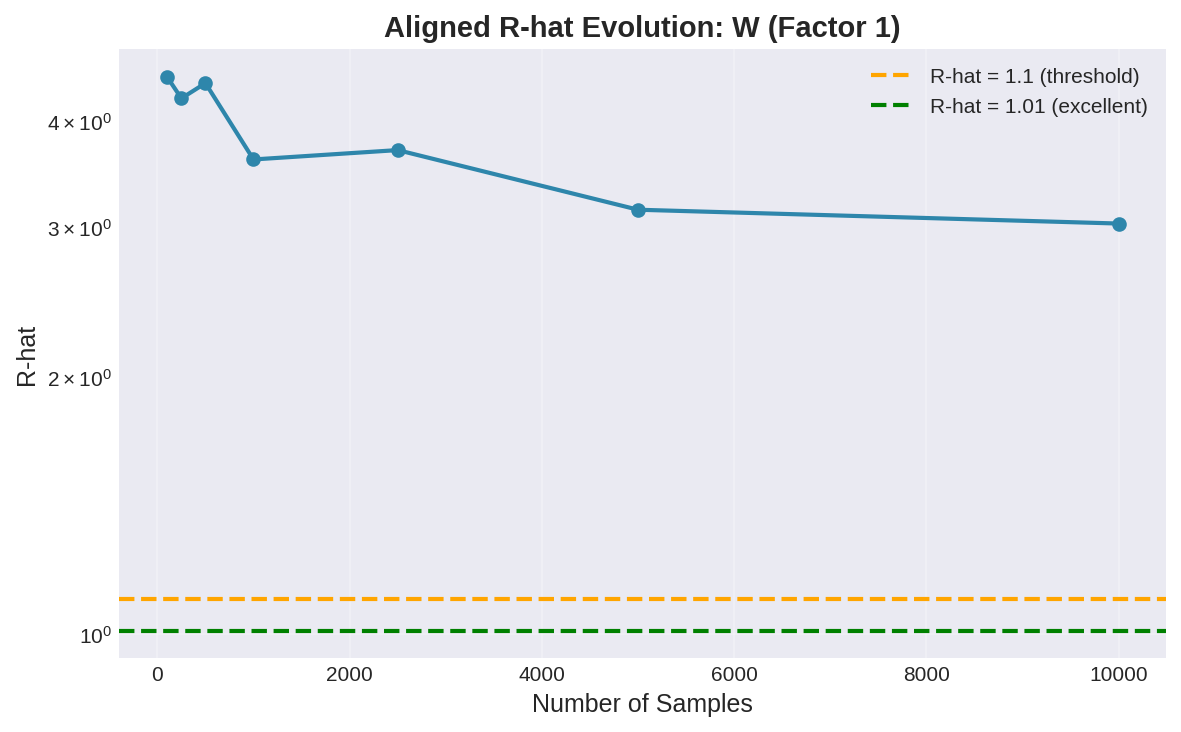 Aligned R-hat Evolution: W (Factor 1)
R-hat = 1.1 (threshold)
R-hat = 1.01 (excellent)
4 × 10⁰
3 × 10⁰
2 × 10⁰
10⁰
R-hat
0 2000 4000 6000 8000 10000
Number of Samples